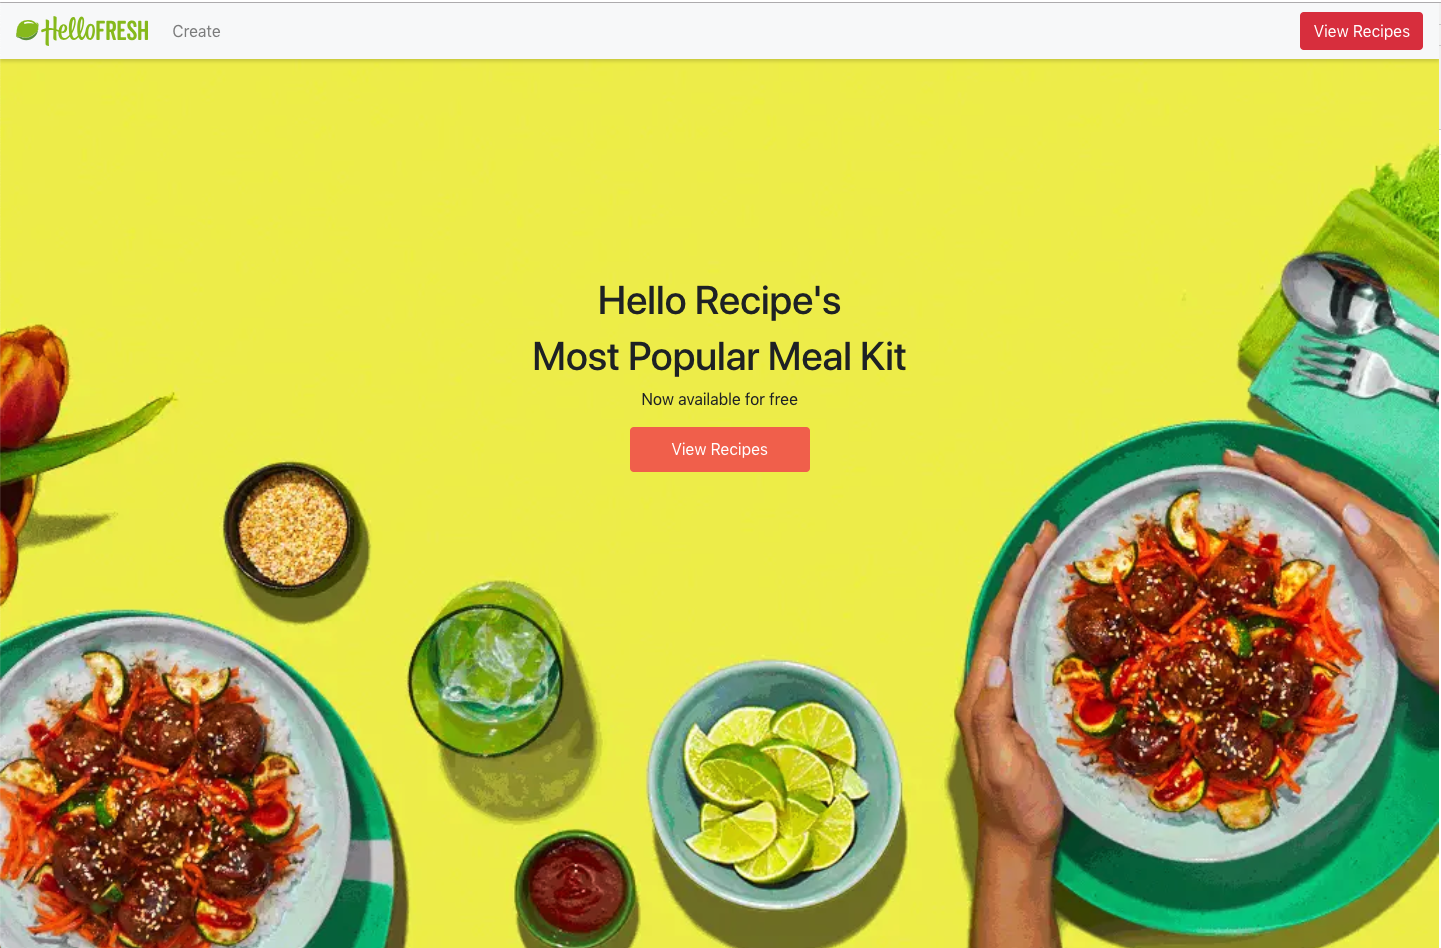 HelloFRESH
Create
View Recipes
Hello Recipe's
Most Popular Meal Kit
Now available for free
View Recipes